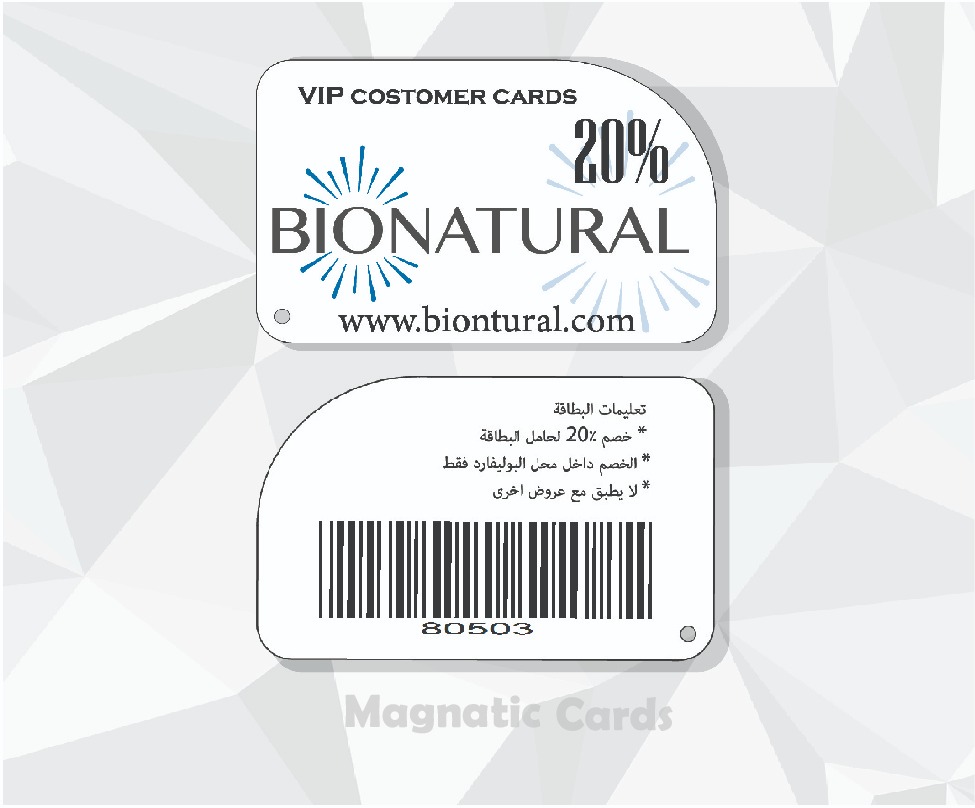 VIP COSTOMER CARDS
20%
BIONATURAL
www.biontural.com
تعليمات البطاقة
* خصم 20٪ لحامل البطاقة
* الخصم داخل محل البوليفارد فقط
* لا يطبق مع عروض اخرى
80503
Magnatic Cards